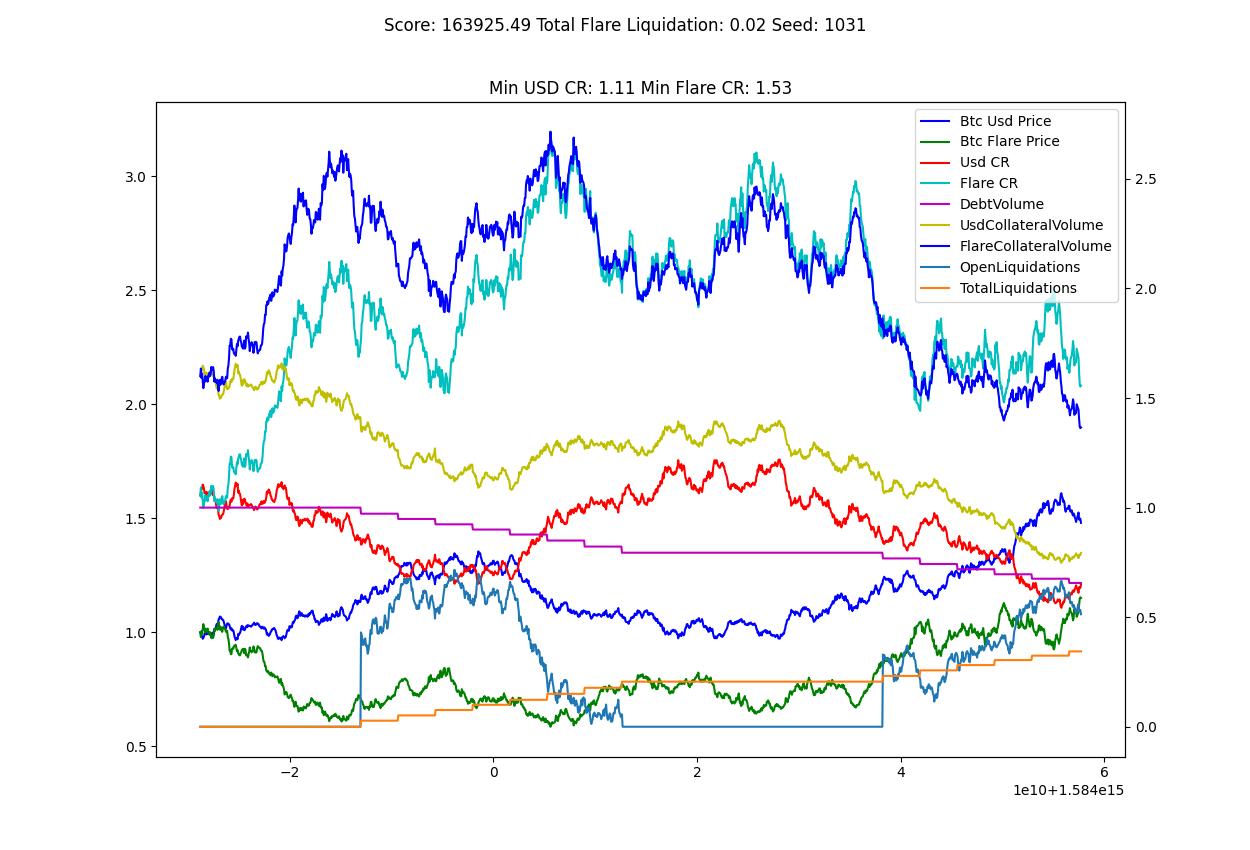 Score: 163925.49 Total Flare Liquidation: 0.02 Seed: 1031
Min USD CR: 1.11 Min Flare CR: 1.53
Btc Usd Price
Btc Flare Price
Usd CR
Flare CR
DebtVolume
UsdCollateralVolume
FlareCollateralVolume
OpenLiquidations
TotalLiquidations
3.0
2.5
2.0
1.5
1.0
0.5
2.5
2.0
1.5
1.0
0.5
0.0
−2
0
2
4
6
1e10+1.584e15